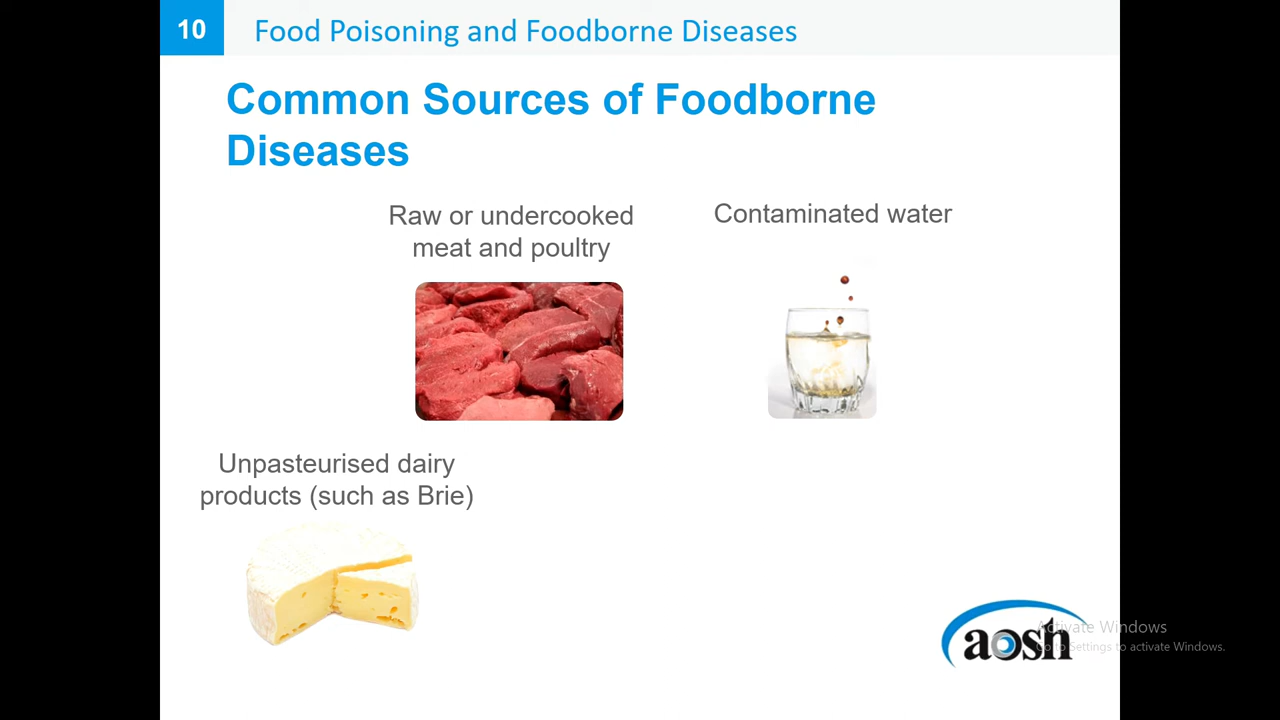 10
Food Poisoning and Foodborne Diseases
Common Sources of Foodborne
Diseases
Raw or undercooked
meat and poultry
Contaminated water
Unpasteurised dairy
products (such as Brie)
aosh
Activate Windows
Go to Settings to activate Windows.